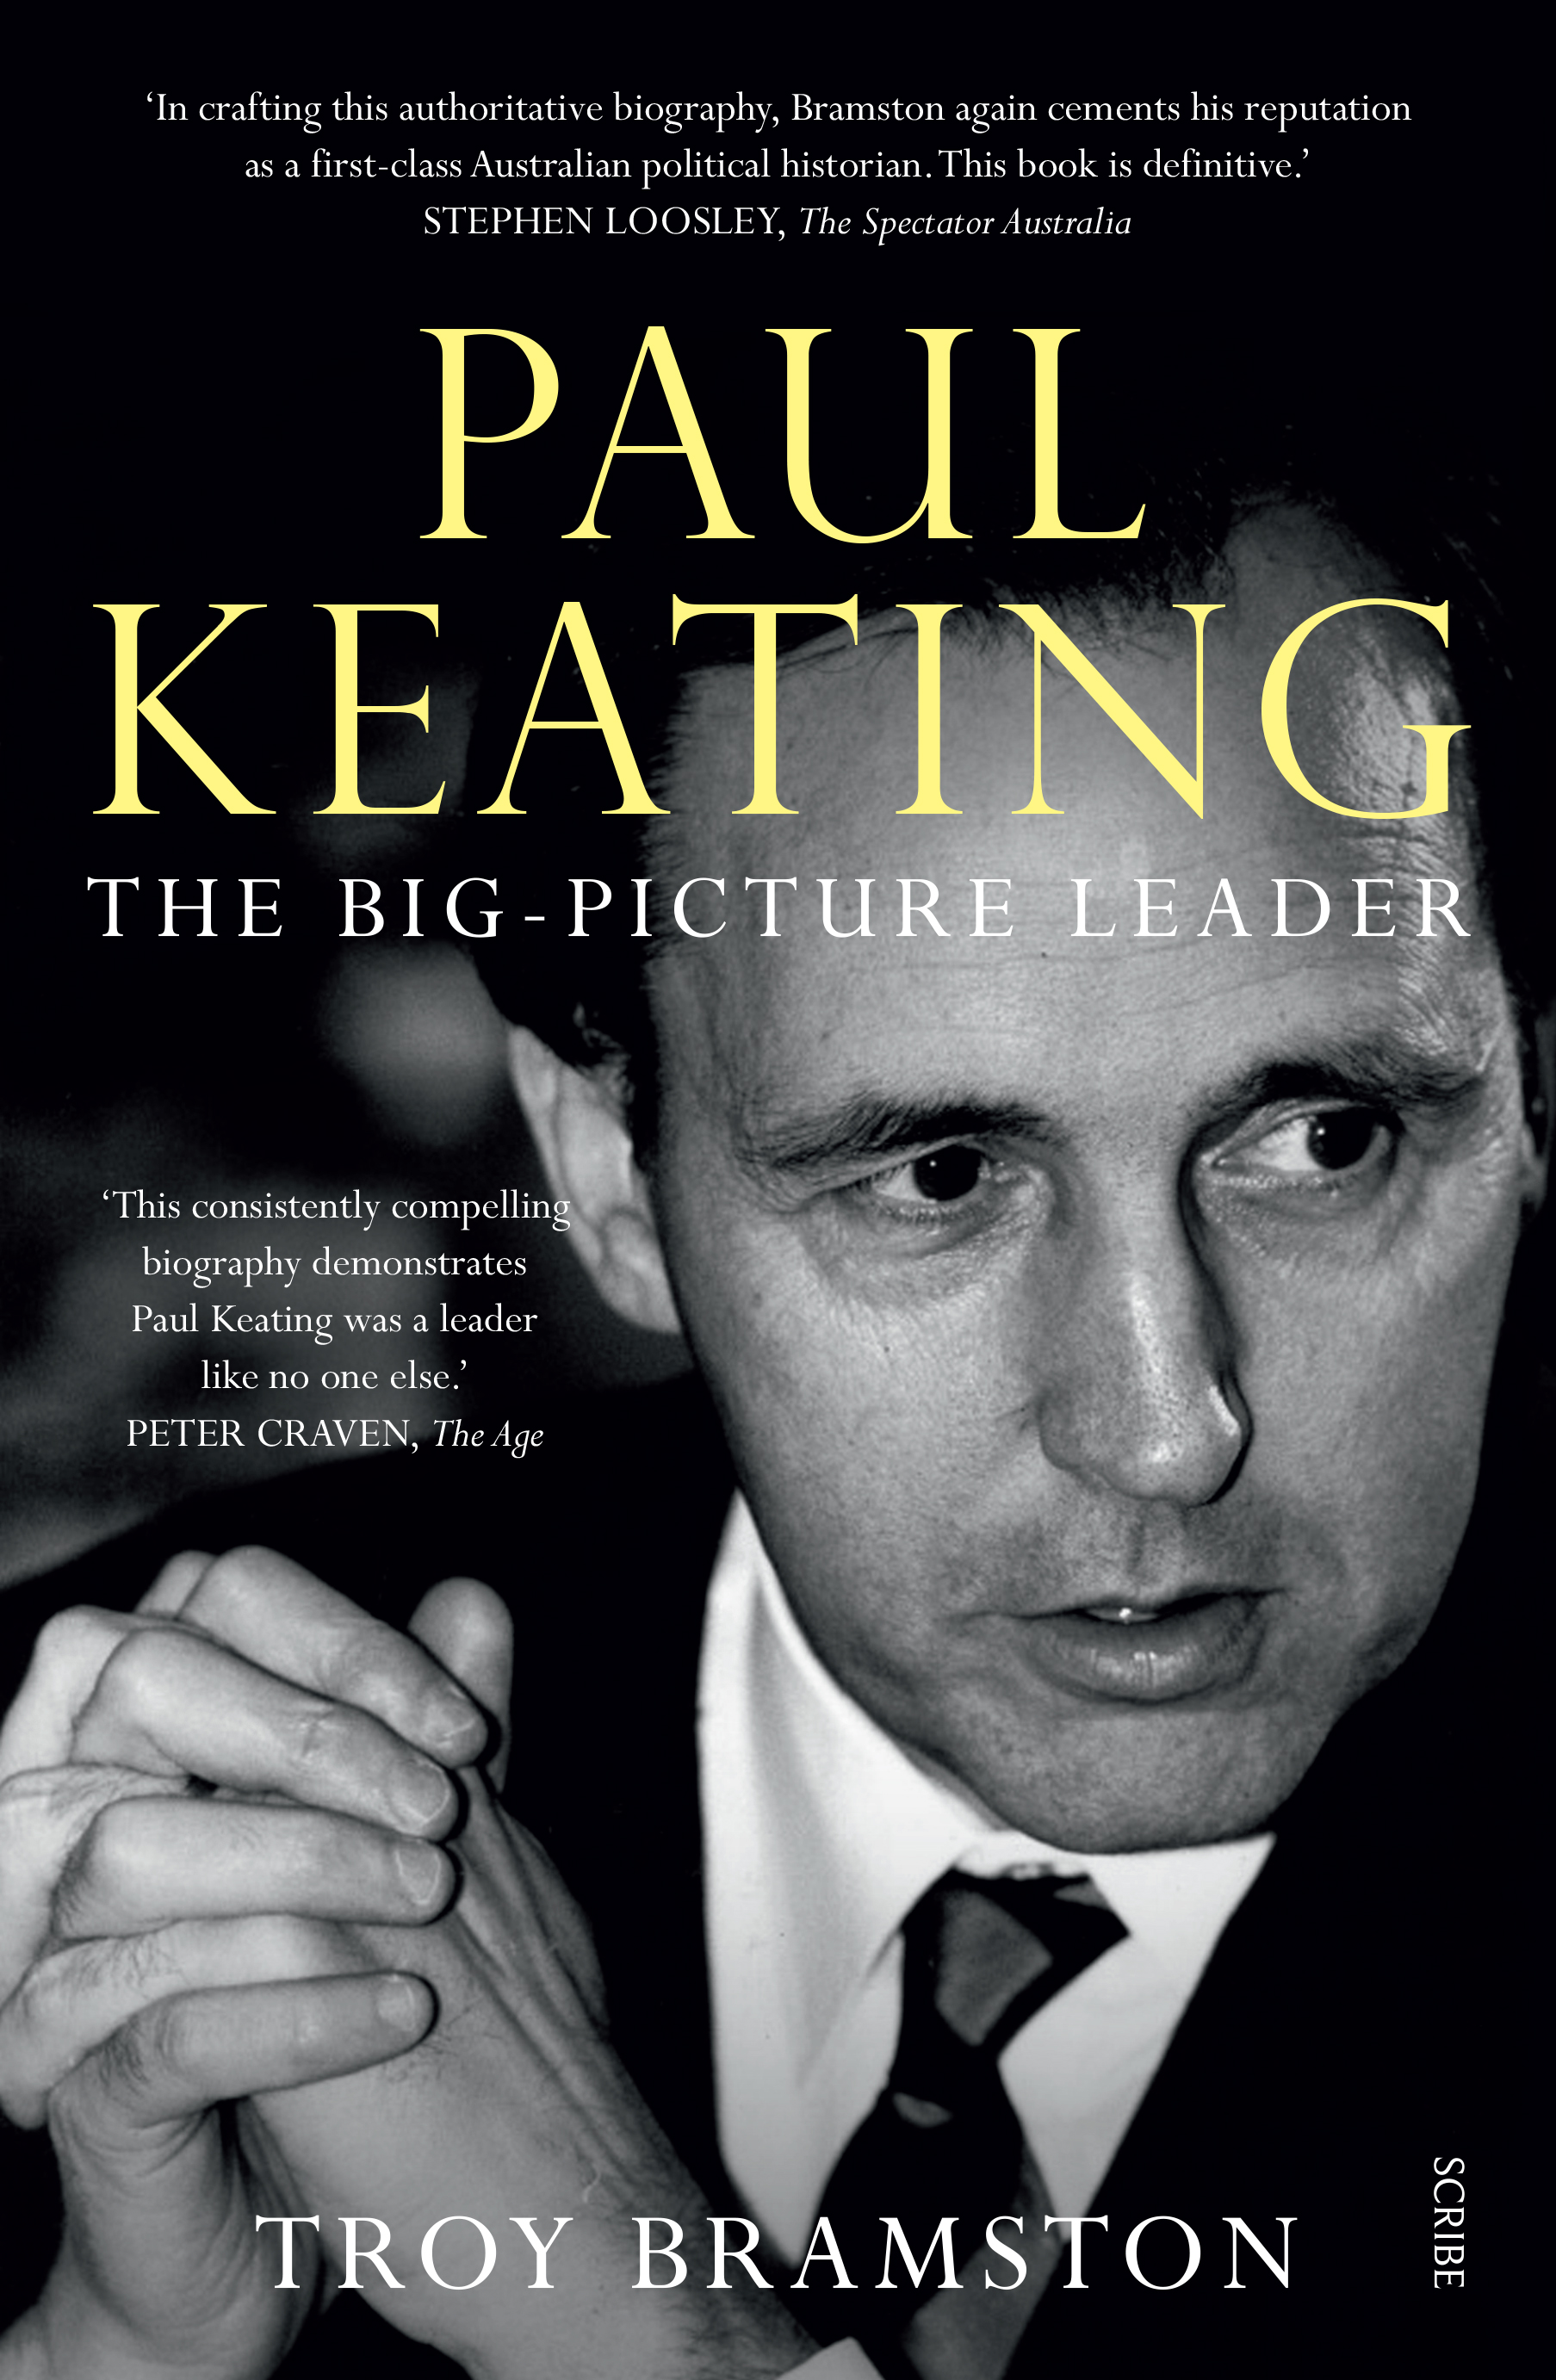 ‘In crafting this authoritative biography, Bramston again cements his reputation
as a first-class Australian political historian. This book is definitive.’
STEPHEN LOOSLEY, The Spectator Australia
PAUL
KEATING
THE BIG-PICTURE LEADER
‘This consistently compelling
biography demonstrates
Paul Keating was a leader
like no one else.’
PETER CRAVEN, The Age
TROY BRAMSTON
SCRIBE